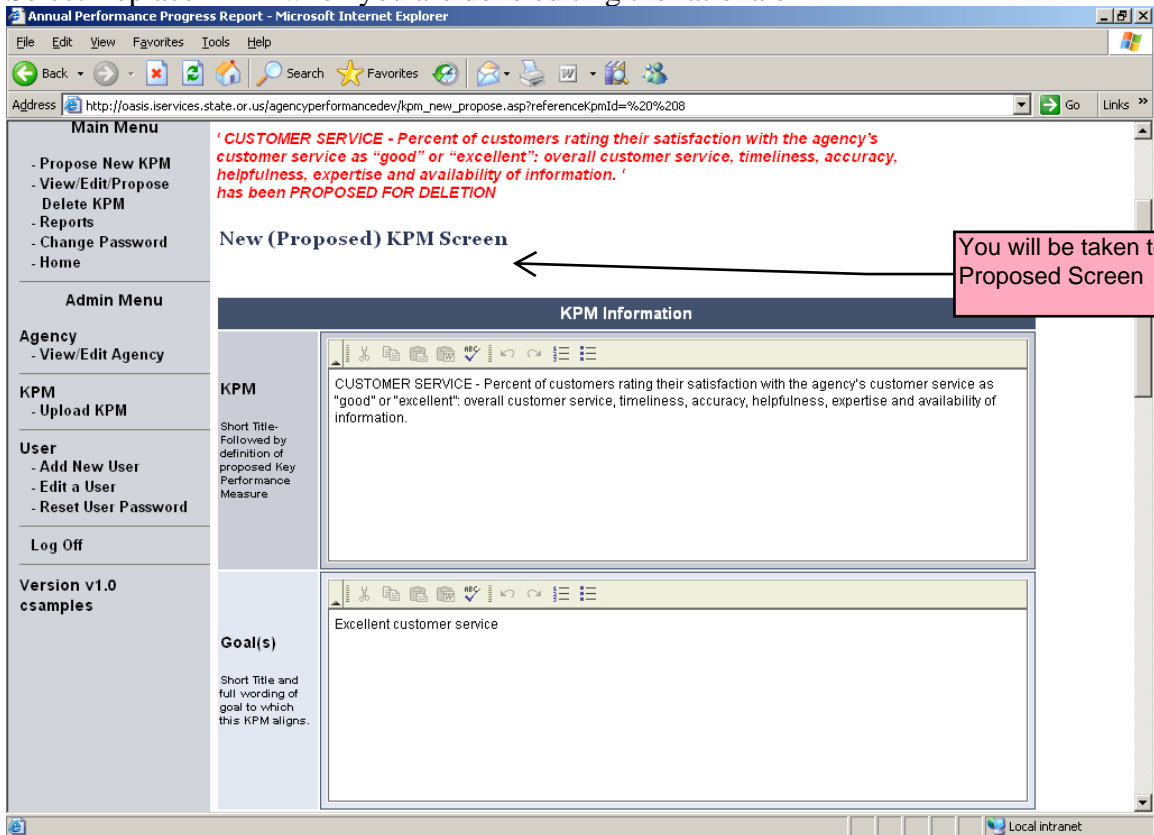 Annual Performance Progress Report - Microsoft Internet Explorer
File Edit View Favorites Tools Help
Back Search Favorites
Address http://oasis.iservices.state.or.us/agencyperformancedev/kpm_new_propose.asp?referenceKpmId=%20%208 Go Links »
Main Menu
- Propose New KPM
- View/Edit/Propose
Delete KPM
- Reports
- Change Password
- Home
Admin Menu
Agency
- View/Edit Agency
KPM
- Upload KPM
User
- Add New User
- Edit a User
- Reset User Password
Log Off
Version v1.0
csamples
' CUSTOMER SERVICE - Percent of customers rating their satisfaction with the agency's
customer service as “good” or “excellent”: overall customer service, timeliness, accuracy,
helpfulness, expertise and availability of information. '
has been PROPOSED FOR DELETION
New (Proposed) KPM Screen
You will be taken
Proposed Screen
KPM Information
KPM
Short Title-
Followed by
definition of
proposed Key
Performance
Measure
CUSTOMER SERVICE - Percent of customers rating their satisfaction with the agency's customer service as
"good" or "excellent": overall customer service, timeliness, accuracy, helpfulness, expertise and availability of
information.
Goal(s)
Short Title and
full wording of
goal to which
this KPM aligns.
Excellent customer service
Local intranet